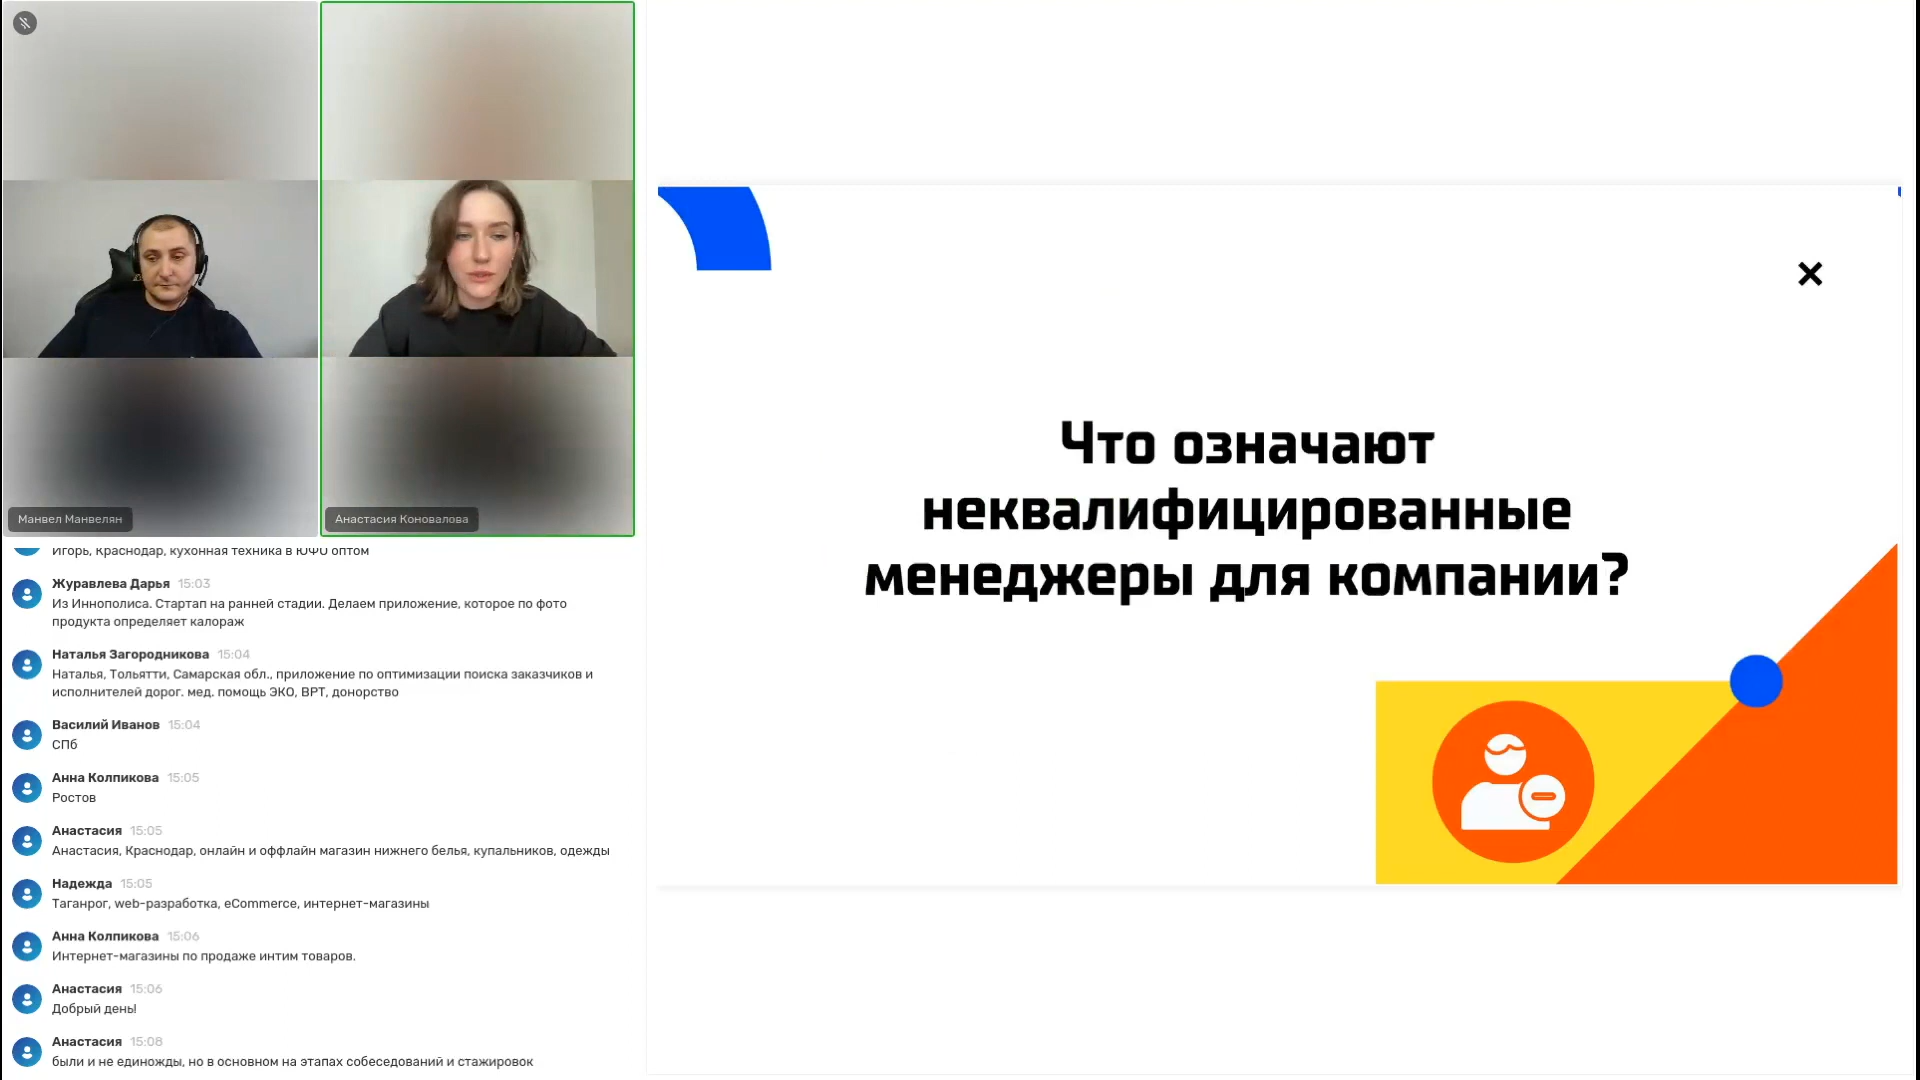 Манвел Манвелян
Анастасия Коновалова
Игорь, Краснодар, кухонная техника в ЮФО оптом
Журавлева Дарья 15:03
Из Иннополиса. Стартап на ранней стадии. Делаем приложение, которое по фото
продукта определяет калораж
Наталья Загородникова 15:04
Наталья, Тольятти, Самарская обл., приложение по оптимизации поиска заказчиков и
исполнителей дорог. мед. помощь ЭКО, ВРТ, донорство
Василий Иванов 15:04
СПб
Анна Колпикова 15:05
Ростов
Анастасия 15:05
Анастасия, Краснодар, онлайн и оффлайн магазин нижнего белья, купальников, одежды
Надежда 15:05
Таганрог, web-разработка, eCommerce, интернет-магазины
Анна Колпикова 15:06
Интернет-магазины по продаже интим товаров.
Анастасия 15:06
Добрый день!
Анастасия 15:08
были и не единожды, но в основном на этапах собеседований и стажировок
Что означают
неквалифицированные
менеджеры для компании?